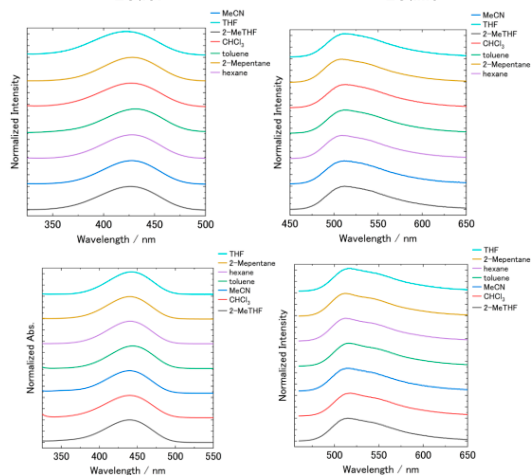 MeCN
THF
2-MeTHF
CHCl₃
toluene
2-Mepentane
hexane
Normalized Intensity
350 400 450 500
Wavelength / nm
MeCN
THF
2-MeTHF
CHCl₃
toluene
2-Mepentane
hexane
Normalized Intensity
450 500 550 600 650
Wavelength / nm
THF
2-Mepentane
hexane
toluene
MeCN
CHCl₃
2-MeTHF
Normalized Abs.
350 400 450 500 550
Wavelength / nm
THF
2-Mepentane
hexane
toluene
MeCN
CHCl₃
2-MeTHF
Normalized Intensity
500 550 600 650
Wavelength / nm